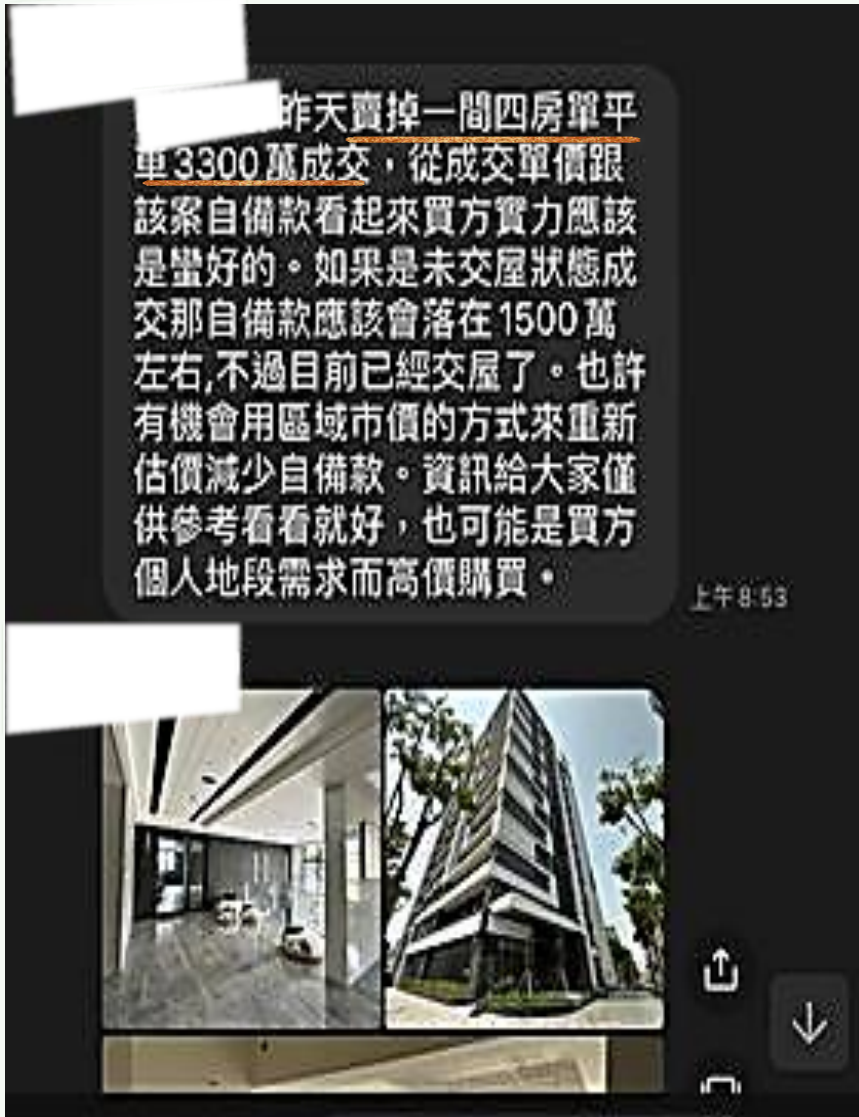 昨天賣掉一間四房單平
車3300萬成交，從成交單價跟
該案自備款看起來買方實力應該
是蠻好的。如果是未交屋狀態成
交那自備款應該會落在1500萬
左右,不過目前已經交屋了。也許
有機會用區域市價的方式來重新
估價減少自備款。資訊給大家僅
供參考看看就好，也可能是買方
個人地段需求而高價購買。
上午8:53